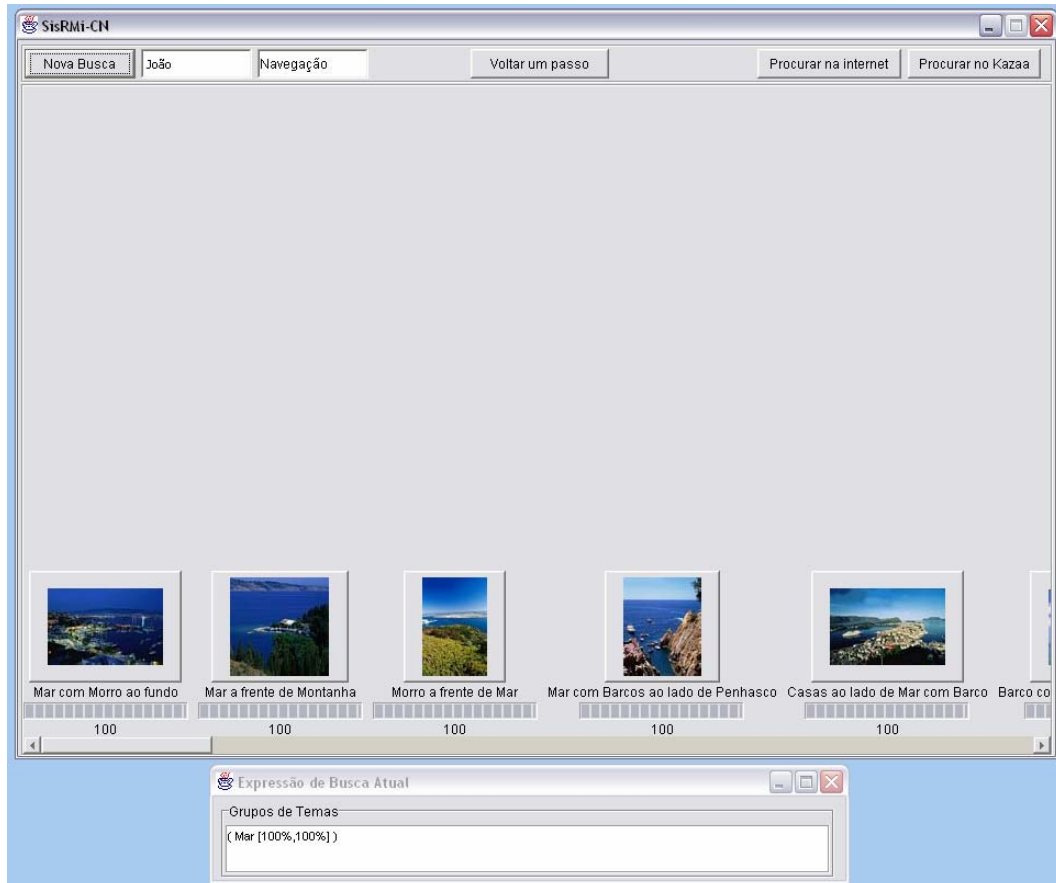 SisRMi-CN
Nova Busca João Navegação Voltar um passo Procurar na internet Procurar no Kazaa
Mar com Morro ao fundo Mar a frente de Montanha Morro a frente de Mar Mar com Barcos ao lado de Penhasco Casas ao lado de Mar com Barco Barco co
100 100 100 100 100
Expressão de Busca Atual
Grupos de Temas
( Mar [100%,100%] )